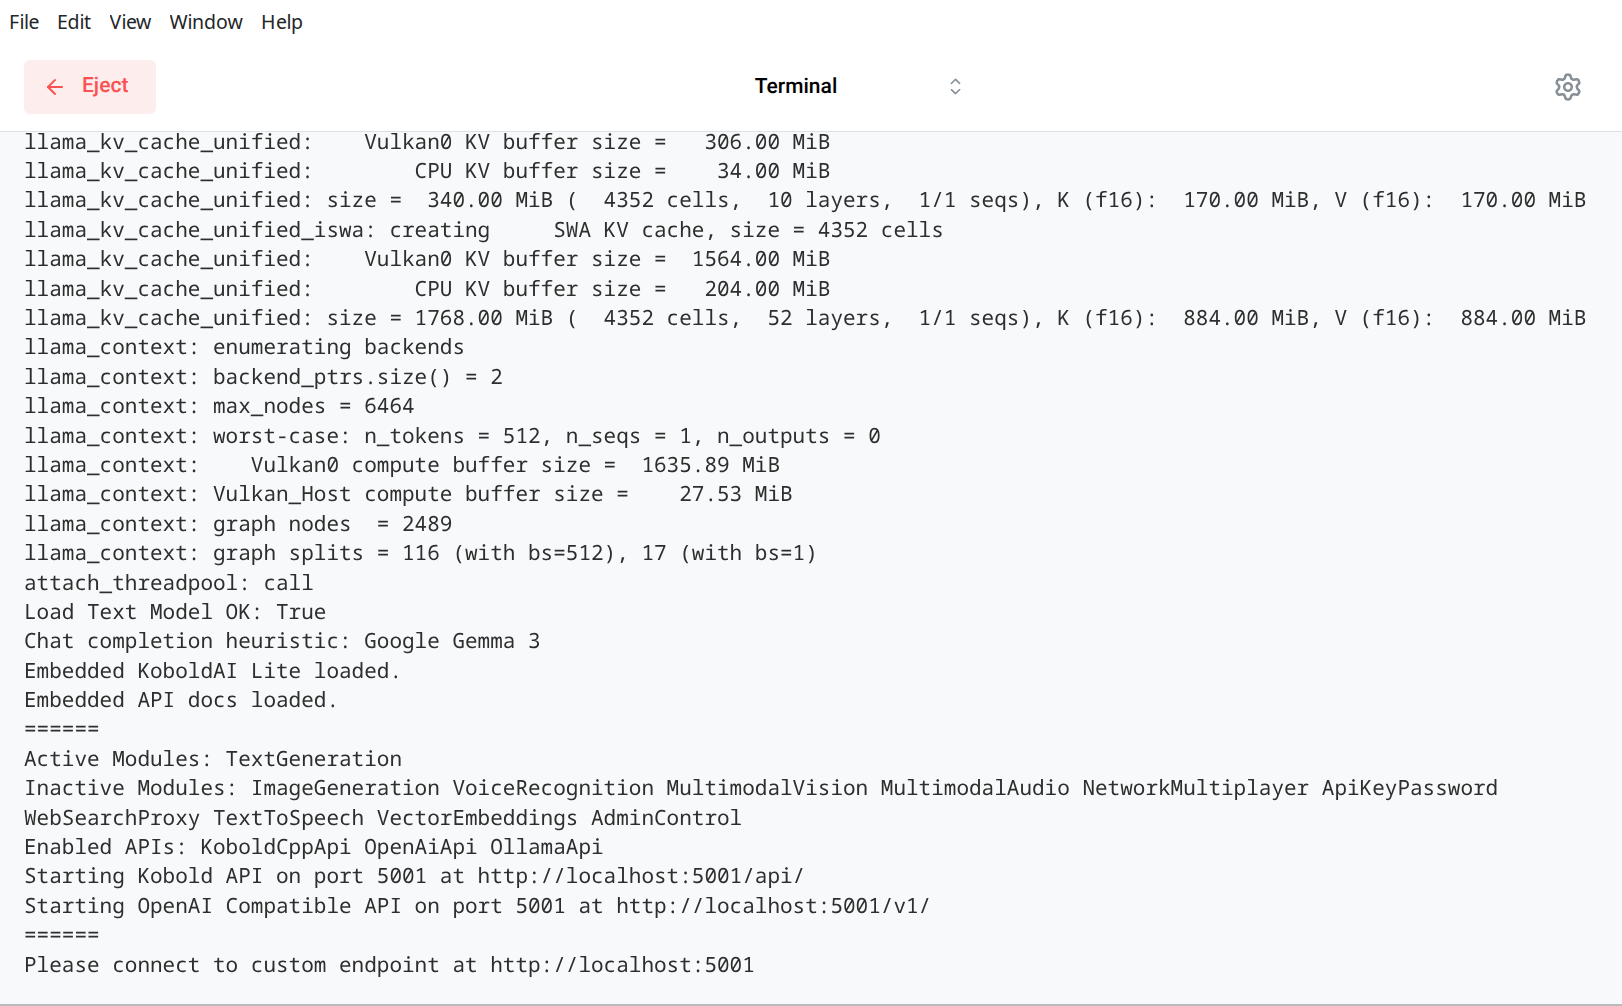 File Edit View Window Help
Eject
Terminal
llama_kv_cache_unified:    Vulkan0 KV buffer size =   306.00 MiB
llama_kv_cache_unified:        CPU KV buffer size =    34.00 MiB
llama_kv_cache_unified: size =  340.00 MiB (  4352 cells,  10 layers,  1/1 seqs), K (f16):  170.00 MiB, V (f16):  170.00 MiB
llama_kv_cache_unified_iswa: creating     SWA KV cache, size = 4352 cells
llama_kv_cache_unified:    Vulkan0 KV buffer size =  1564.00 MiB
llama_kv_cache_unified:        CPU KV buffer size =   204.00 MiB
llama_kv_cache_unified: size = 1768.00 MiB (  4352 cells,  52 layers,  1/1 seqs), K (f16):  884.00 MiB, V (f16):  884.00 MiB
llama_context: enumerating backends
llama_context: backend_ptrs.size() = 2
llama_context: max_nodes = 6464
llama_context: worst-case: n_tokens = 512, n_seqs = 1, n_outputs = 0
llama_context:    Vulkan0 compute buffer size =  1635.89 MiB
llama_context: Vulkan_Host compute buffer size =    27.53 MiB
llama_context: graph nodes  = 2489
llama_context: graph splits = 116 (with bs=512), 17 (with bs=1)
attach_threadpool: call
Load Text Model OK: True
Chat completion heuristic: Google Gemma 3
Embedded KoboldAI Lite loaded.
Embedded API docs loaded.
======
Active Modules: TextGeneration
Inactive Modules: ImageGeneration VoiceRecognition MultimodalVision MultimodalAudio NetworkMultiplayer ApiKeyPassword
WebSearchProxy TextToSpeech VectorEmbeddings AdminControl
Enabled APIs: KoboldCppApi OpenAiApi OllamaApi
Starting Kobold API on port 5001 at http://localhost:5001/api/
Starting OpenAI Compatible API on port 5001 at http://localhost:5001/v1/
======
Please connect to custom endpoint at http://localhost:5001